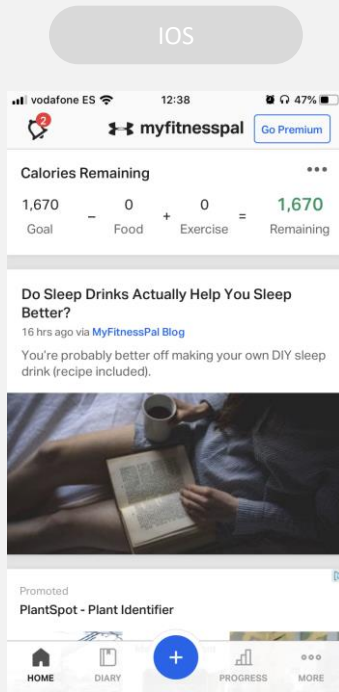 IOS
vodafone ES 12:38 47%
2
myfitnesspal Go Premium
Calories Remaining
1,670 - 0 + 0 = 1,670
Goal Food Exercise Remaining
Do Sleep Drinks Actually Help You Sleep
Better?
16 hrs ago via MyFitnessPal Blog
You're probably better off making your own DIY sleep
drink (recipe included).
Promoted
PlantSpot - Plant Identifier
HOME DIARY + PROGRESS MORE